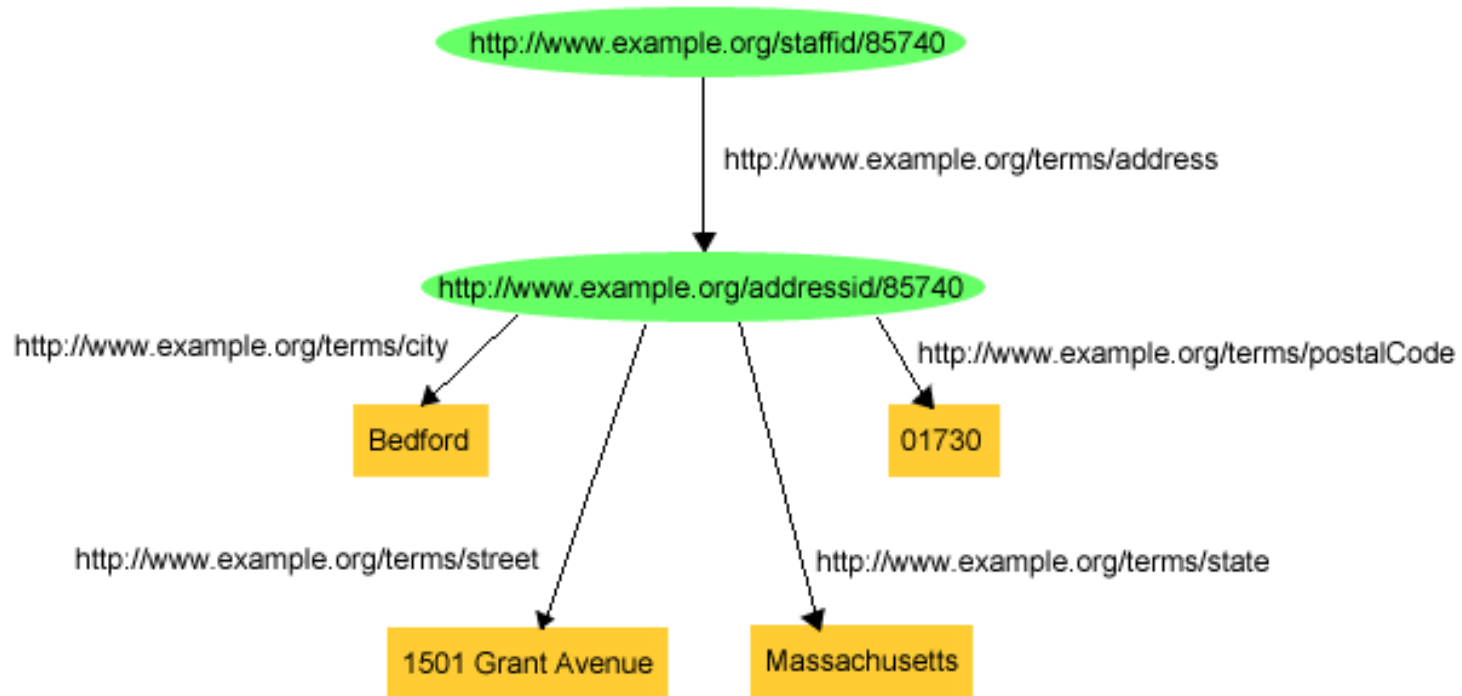 http://www.example.org/staffid/85740
http://www.example.org/terms/address
http://www.example.org/addressid/85740
http://www.example.org/terms/city
http://www.example.org/terms/postalCode
Bedford
01730
http://www.example.org/terms/street
http://www.example.org/terms/state
1501 Grant Avenue
Massachusetts